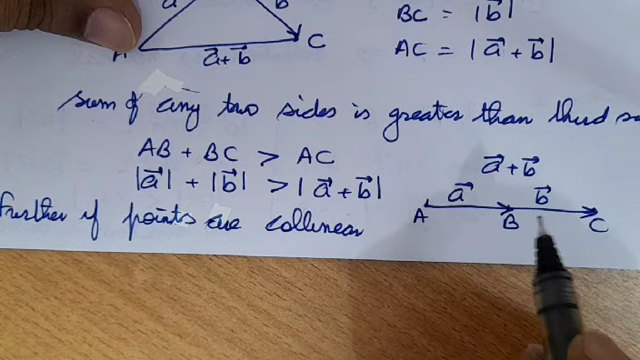 a⃗ b⃗
A C
a⃗+b⃗
BC = |b⃗|
AC = |a⃗ + b⃗|
Sum of any two sides is greater than third
AB + BC > AC
|a⃗| + |b⃗| > |a⃗ + b⃗|
a⃗ + b⃗
a⃗ b⃗
A B C
Further if points are collinear